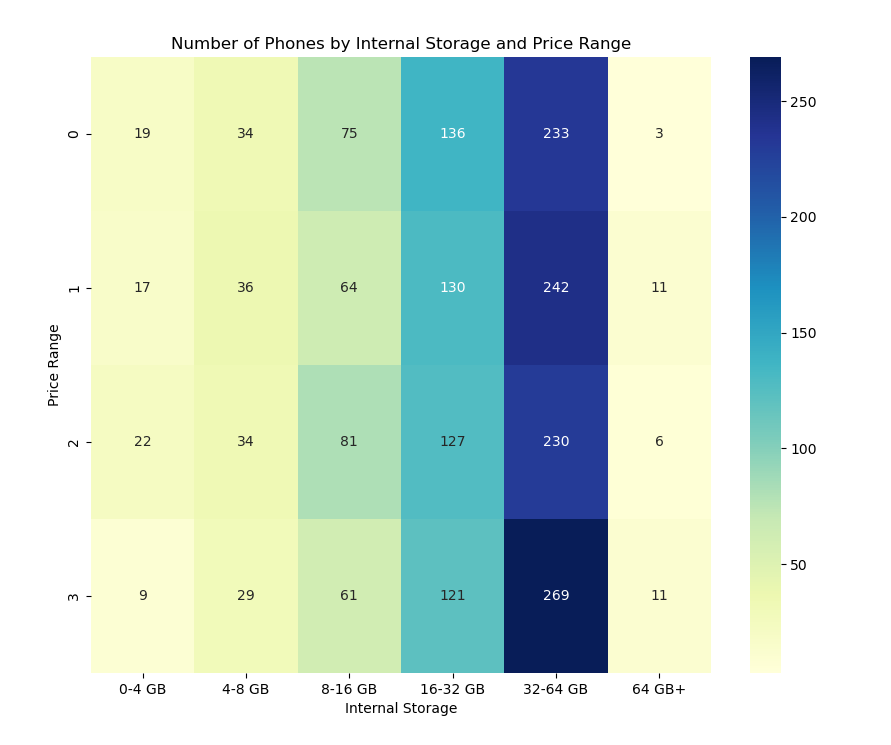 Number of Phones by Internal Storage and Price Range
0 19 34 75 136 233 3
1 17 36 64 130 242 11
2 22 34 81 127 230 6
3 9 29 61 121 269 11
0-4 GB 4-8 GB 8-16 GB 16-32 GB 32-64 GB 64 GB+
Internal Storage
Price Range
250
200
150
100
50